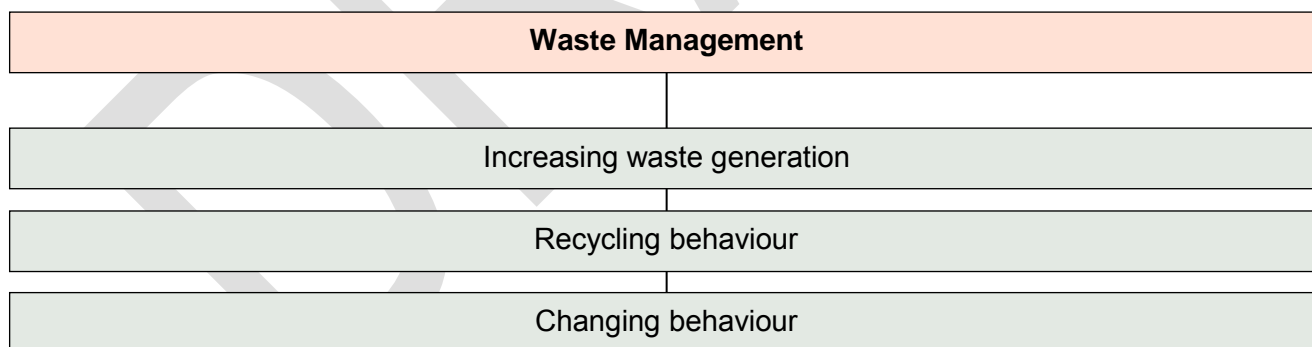 Waste Management
Increasing waste generation
Recycling behaviour
Changing behaviour